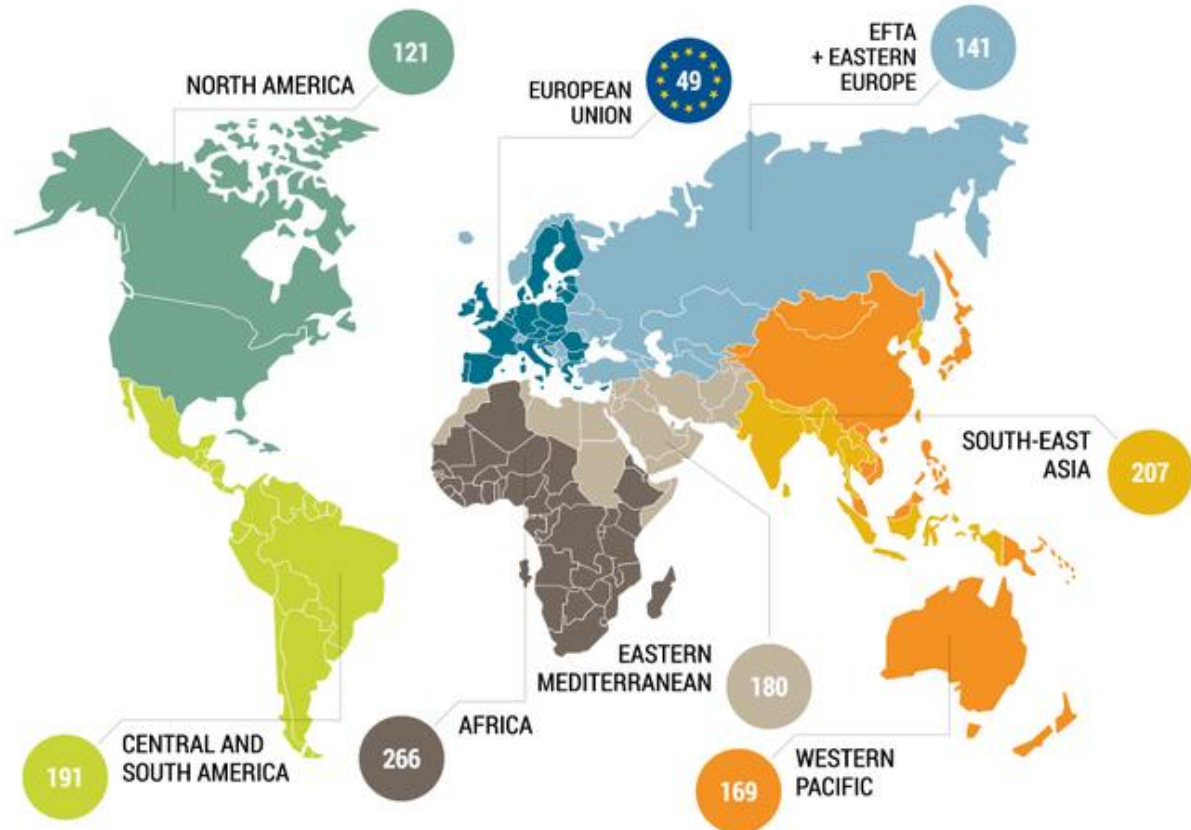 121
NORTH AMERICA
EUROPEAN
UNION
49
EFTA
+ EASTERN
EUROPE
141
SOUTH-EAST
ASIA
207
EASTERN
MEDITERRANEAN
180
AFRICA
266
CENTRAL AND
SOUTH AMERICA
191
WESTERN
PACIFIC
169